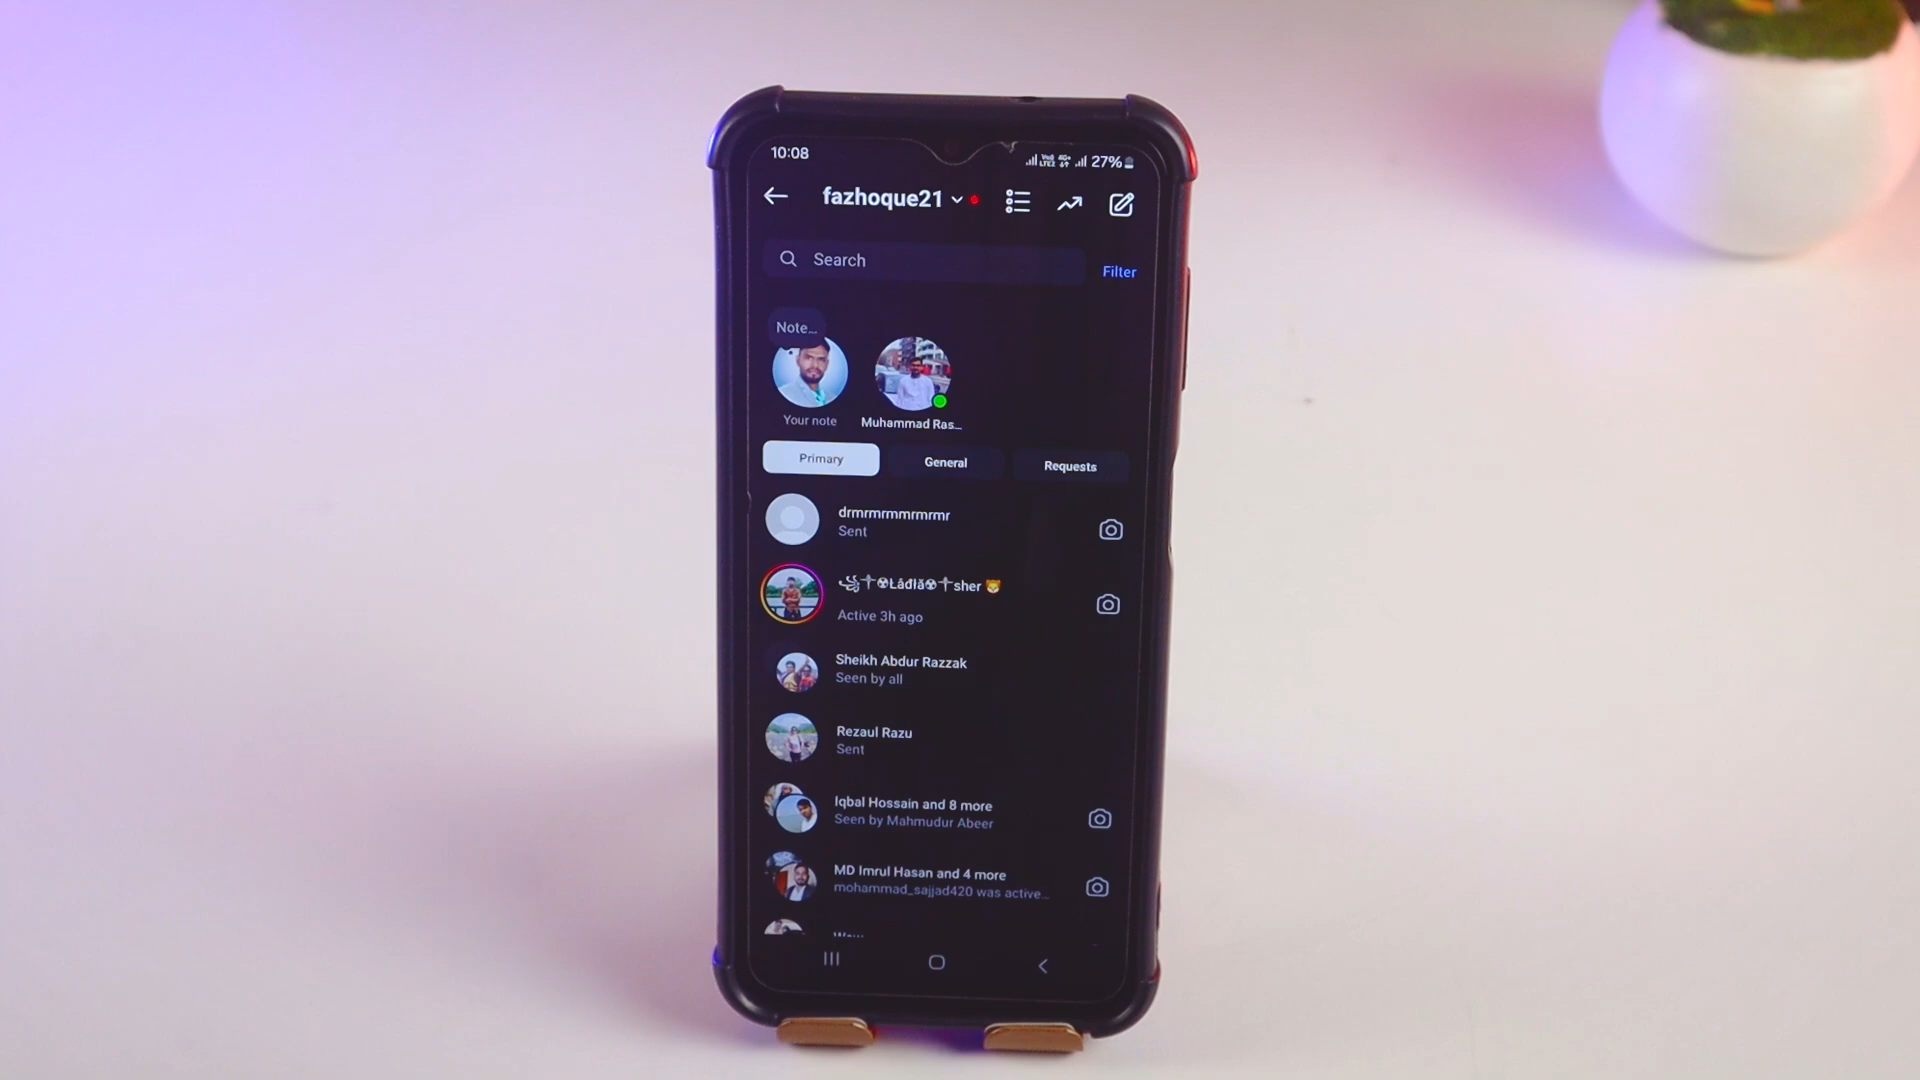 10:08
27%
fazhoque21
Search
Filter
Note...
Your note
Muhammad Ras...
Primary
General
Requests
drmrmrmmrmrmr
Sent
꧁༒☢Łâđłă☢༒sher 🐯
Active 3h ago
Sheikh Abdur Razzak
Seen by all
Rezaul Razu
Sent
Iqbal Hossain and 8 more
Seen by Mahmudur Abeer
MD Imrul Hasan and 4 more
mohammad_sajjad420 was active...